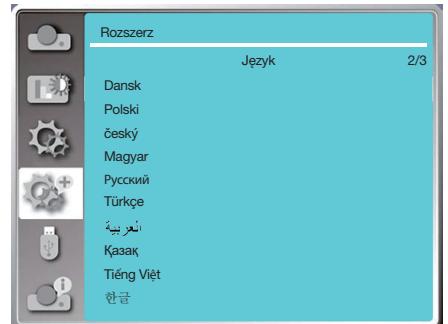 Rozszerz
Język 2/3
Dansk
Polski
český
Magyar
Русский
Türkçe
العربية
Қазақ
Tiếng Việt
한글